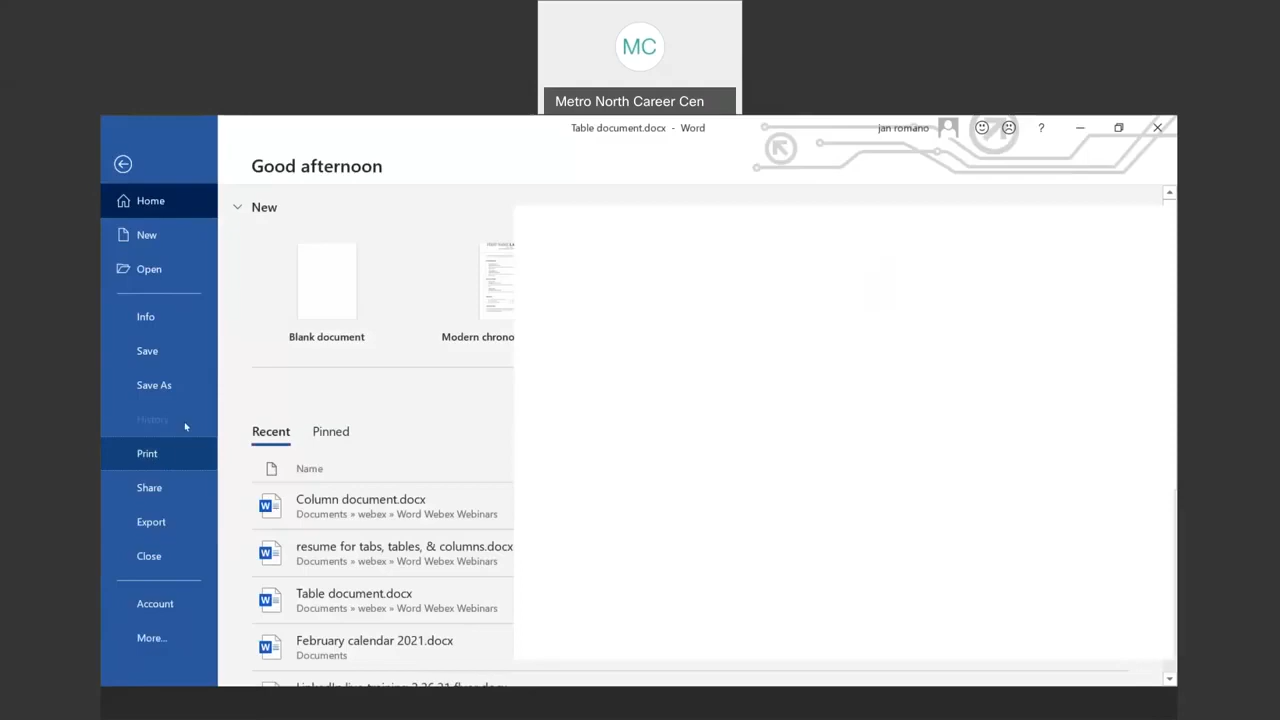 MC
Metro North Career Cen
Table document.docx - Word
jan romano
?
Good afternoon
Home
New
Open
Info
Save
Save As
History
Print
Share
Export
Close
Account
More...
New
Blank document
Modern chrono
Recent
Pinned
Name
Column document.docx
Documents » webex » Word Webex Webinars
resume for tabs, tables, & columns.docx
Documents » webex » Word Webex Webinars
Table document.docx
Documents » webex » Word Webex Webinars
February calendar 2021.docx
Documents